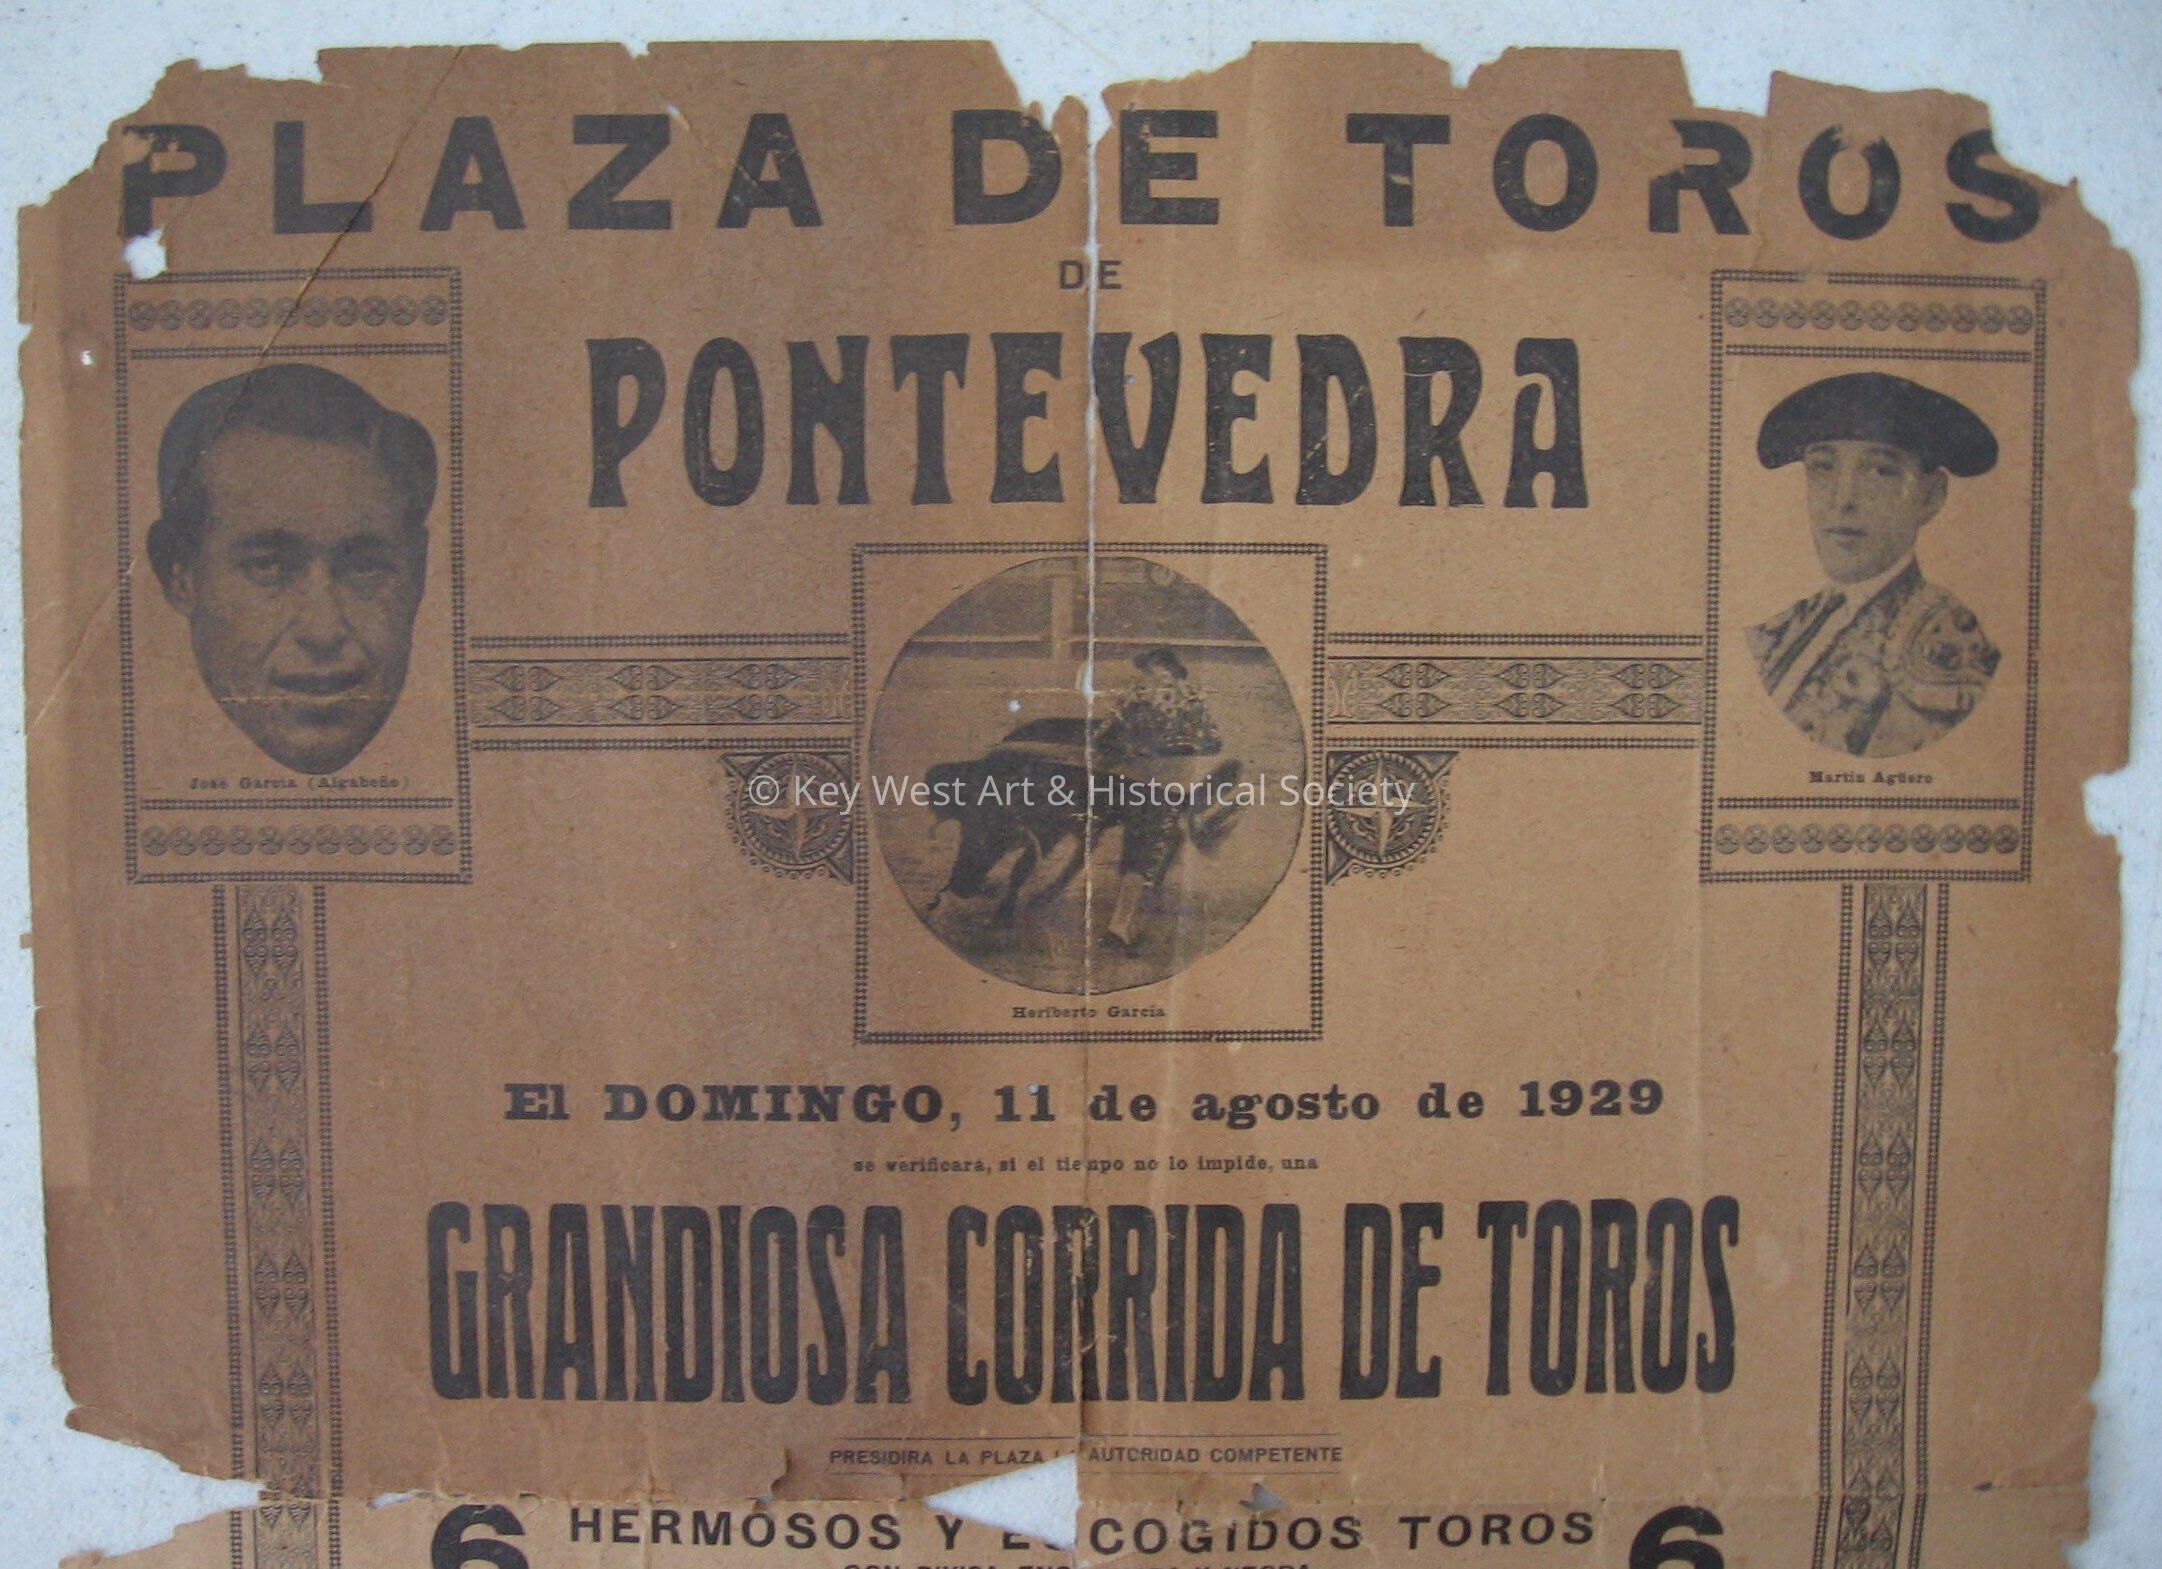 PLAZA DE TOROS
DE
PONTEVEDRA
José García (Algabeño)
Martín Agüero
© Key West Art & Historical Society
Heriberto García
El DOMINGO, 11 de agosto de 1929
se verificará, si el tiempo no lo impide, una
GRANDIOSA CORRIDA DE TOROS
PRESIDIRA LA PLAZA LA AUTORIDAD COMPETENTE
6 HERMOSOS Y ESCOGIDOS TOROS 6